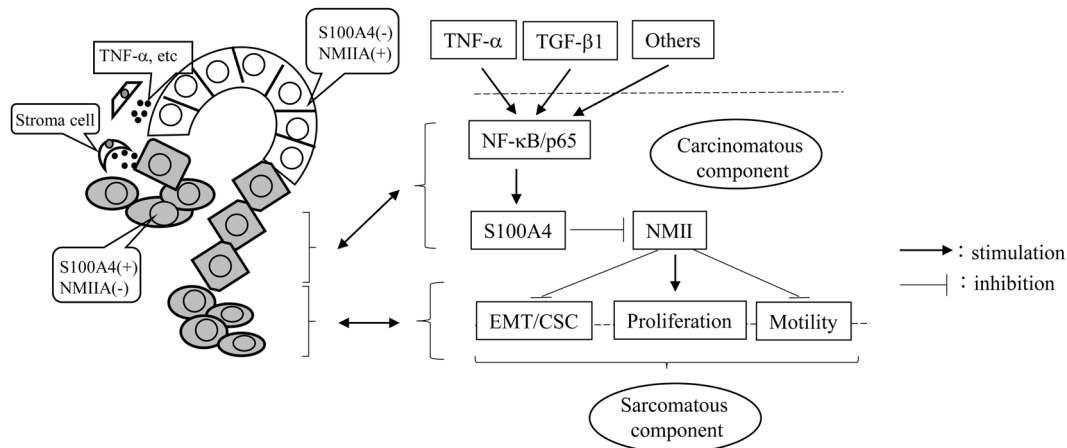 S100A4(-)
NMIIA(+)
TNF-α, etc
Stroma cell
S100A4(+)
NMIIA(-)
TNF-α
TGF-β1
Others
NF-κB/p65
Carcinomatous
component
S100A4
NMII
: stimulation
: inhibition
EMT/CSC
Proliferation
Motility
Sarcomatous
component